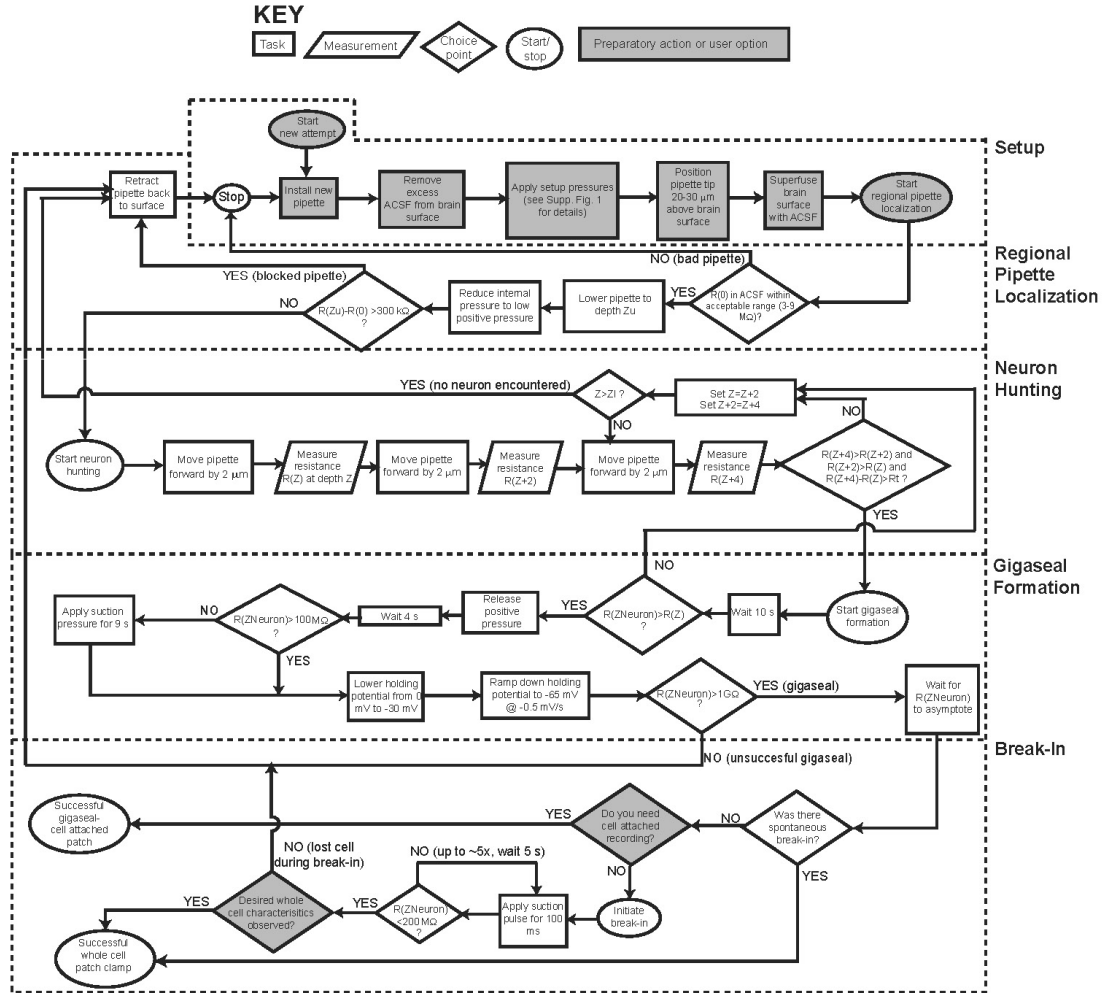 KEY
Task
Measurement
Choice
point
Start/
stop
Preparatory action or user option
Setup
Start
new attempt
Retract
pipette back
to surface
Stop
Install new
pipette
Remove
excess
ACSF from brain
surface
Apply setup pressures
(see Supp. Fig. 1
for details)
Position
pipette tip
20-30 μm
above brain
surface
Superfuse
brain
surface
with ACSF
Start
regional pipette
localization
Regional
Pipette
Localization
NO (bad pipette)
R(0) in ACSF within
acceptable range (3-9
MΩ)?
YES
Lower pipette to
depth Zu
Reduce internal
pressure to low
positive pressure
R(Zu)-R(0) >300 kΩ
?
YES (blocked pipette)
NO
Neuron
Hunting
YES (no neuron encountered)
Z>Zl ?
NO
Set Z=Z+2
Set Z+2=Z+4
NO
Start neuron
hunting
Move pipette
forward by 2 μm
Measure
resistance
R(Z) at depth Z
Move pipette
forward by 2 μm
Measure
resistance
R(Z+2)
Move pipette
forward by 2 μm
Measure
resistance
R(Z+4)
R(Z+4)>R(Z+2) and
R(Z+2)>R(Z) and
R(Z+4)-R(Z)>Rt ?
YES
Gigaseal
Formation
Start gigaseal
formation
Wait 10 s
R(ZNeuron)>R(Z)
?
NO
YES
Release
positive
pressure
Wait 4 s
R(ZNeuron)>100MΩ
?
NO
YES
Apply suction
pressure for 9 s
Lower holding
potential from 0
mV to -30 mV
Ramp down holding
potential to -65 mV
@ -0.5 mV/s
R(ZNeuron)>1GΩ
?
YES (gigaseal)
Wait for
R(ZNeuron)
to asymptote
Break-In
NO (unsuccesful gigaseal)
Successful
gigaseal-
cell attached
patch
YES
Do you need
cell attached
recording?
NO
Was there
spontaneous
break-in?
YES
NO
Initiate
break-in
NO (lost cell
during break-in)
NO (up to ~5x, wait 5 s)
Apply suction
pulse for 100
ms
R(ZNeuron)
<200 MΩ
?
YES
Desired whole
cell characterisitics
observed?
YES
Successful
whole cell
patch clamp